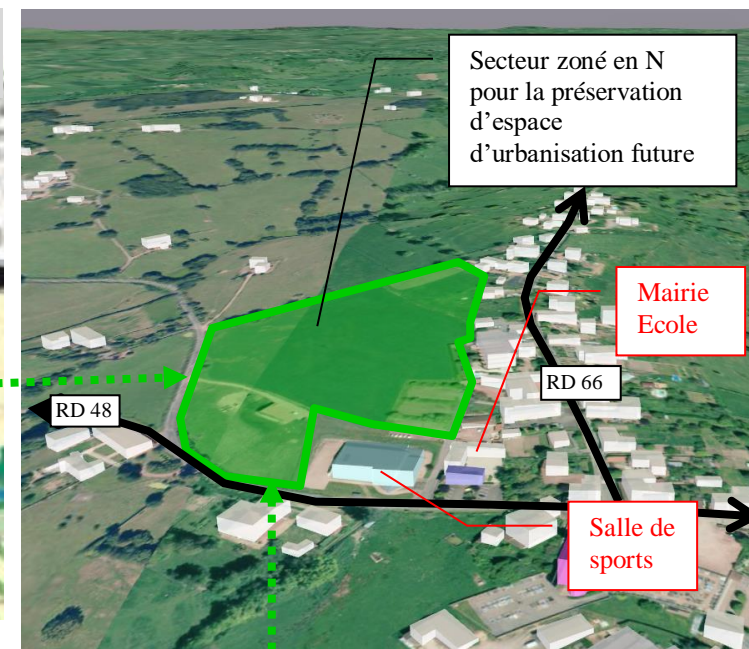 Secteur zoné en N
pour la préservation
d’espace
d’urbanisation future
Mairie
Ecole
RD 66
RD 48
Salle de
sports